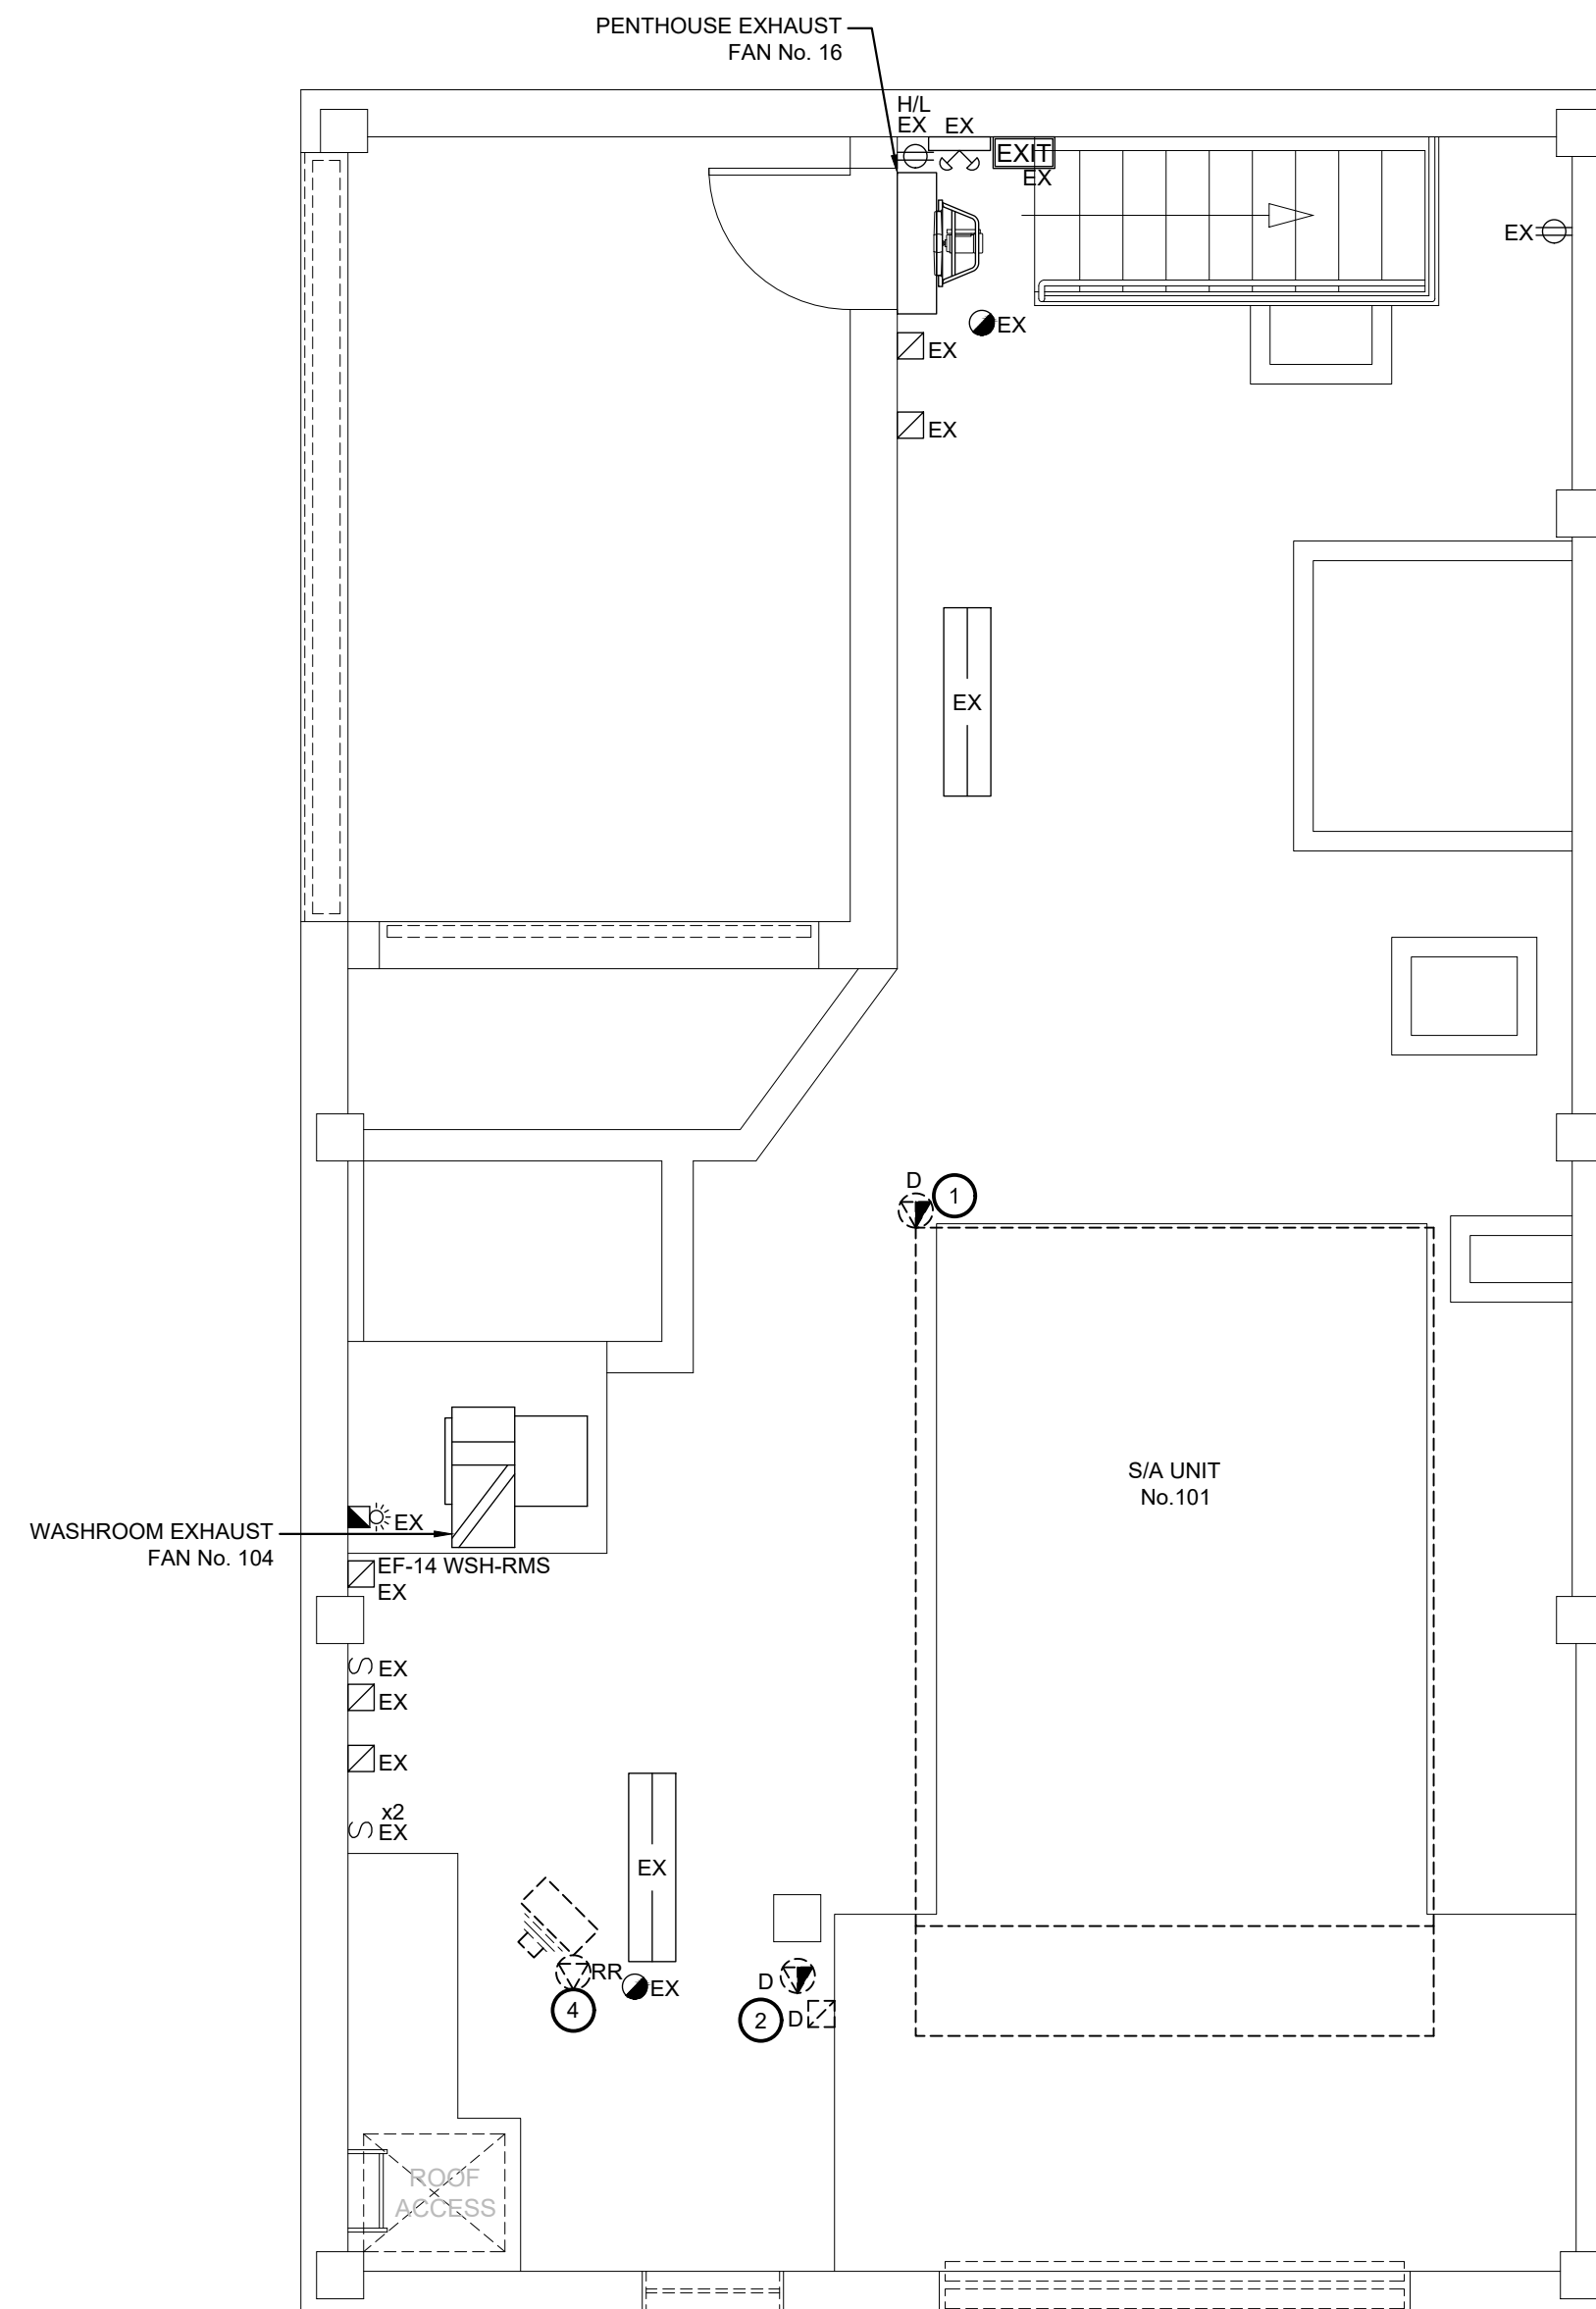 PENTHOUSE EXHAUST
FAN No. 16
H/L
EX
EX
EXIT
EX
EX
EX
EX
EX
EX
D
1
S/A UNIT
No.101
EX
WASHROOM EXHAUST
FAN No. 104
EF-14 WSH-RMS
EX
EX
EX
EX
x2
EX
EX
RR
EX
4
D
2
D
ROOF
ACCESS